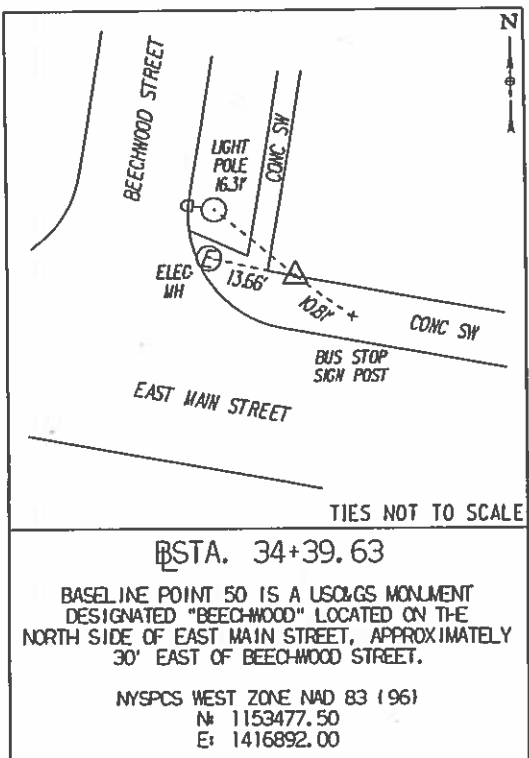 N
BEECHWOOD STREET
LIGHT
POLE
16.31'
CONC SW
ELEC
MH
E
13.66'
10.81'
CONC SW
BUS STOP
SIGN POST
EAST MAIN STREET
TIES NOT TO SCALE
BL STA. 34+39.63
BASELINE POINT 50 IS A USC&GS MONUMENT
DESIGNATED "BEECHWOOD" LOCATED ON THE
NORTH SIDE OF EAST MAIN STREET, APPROXIMATELY
30' EAST OF BEECHWOOD STREET.
NYSPCS WEST ZONE NAD 83 (96)
N: 1153477.50
E: 1416892.00